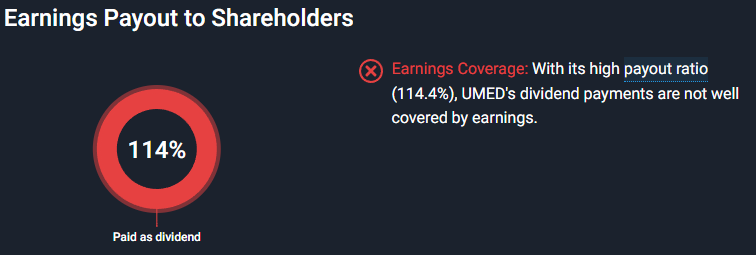 Earnings Payout to Shareholders
Earnings Coverage: With its high payout ratio
(114.4%), UMED's dividend payments are not well
covered by earnings.
114%
Paid as dividend